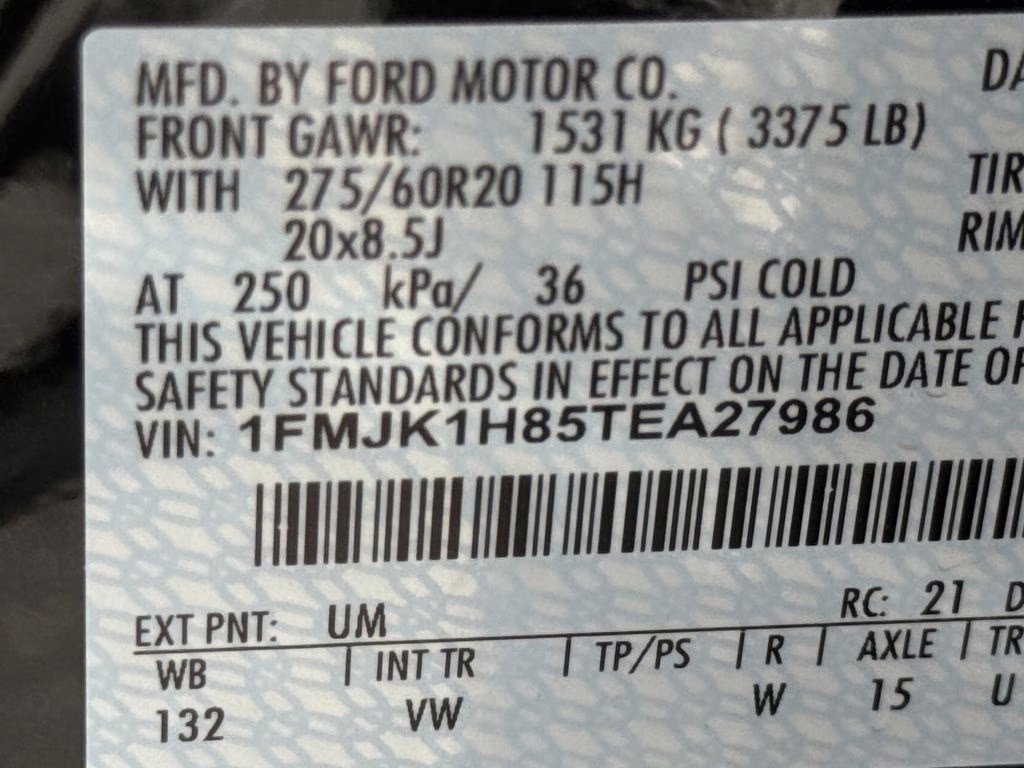 MFD. BY FORD MOTOR CO.
FRONT GAWR: 1531 KG ( 3375 LB)
WITH 275/60R20 115H
20x8.5J
AT 250 kPa/ 36 PSI COLD
THIS VEHICLE CONFORMS TO ALL APPLICABLE
SAFETY STANDARDS IN EFFECT ON THE DATE OF
VIN: 1FMJK1H85TEA27986
EXT PNT: UM RC: 21
WB | INT TR | TP/PS | R | AXLE | TR
132 VW W 15 U